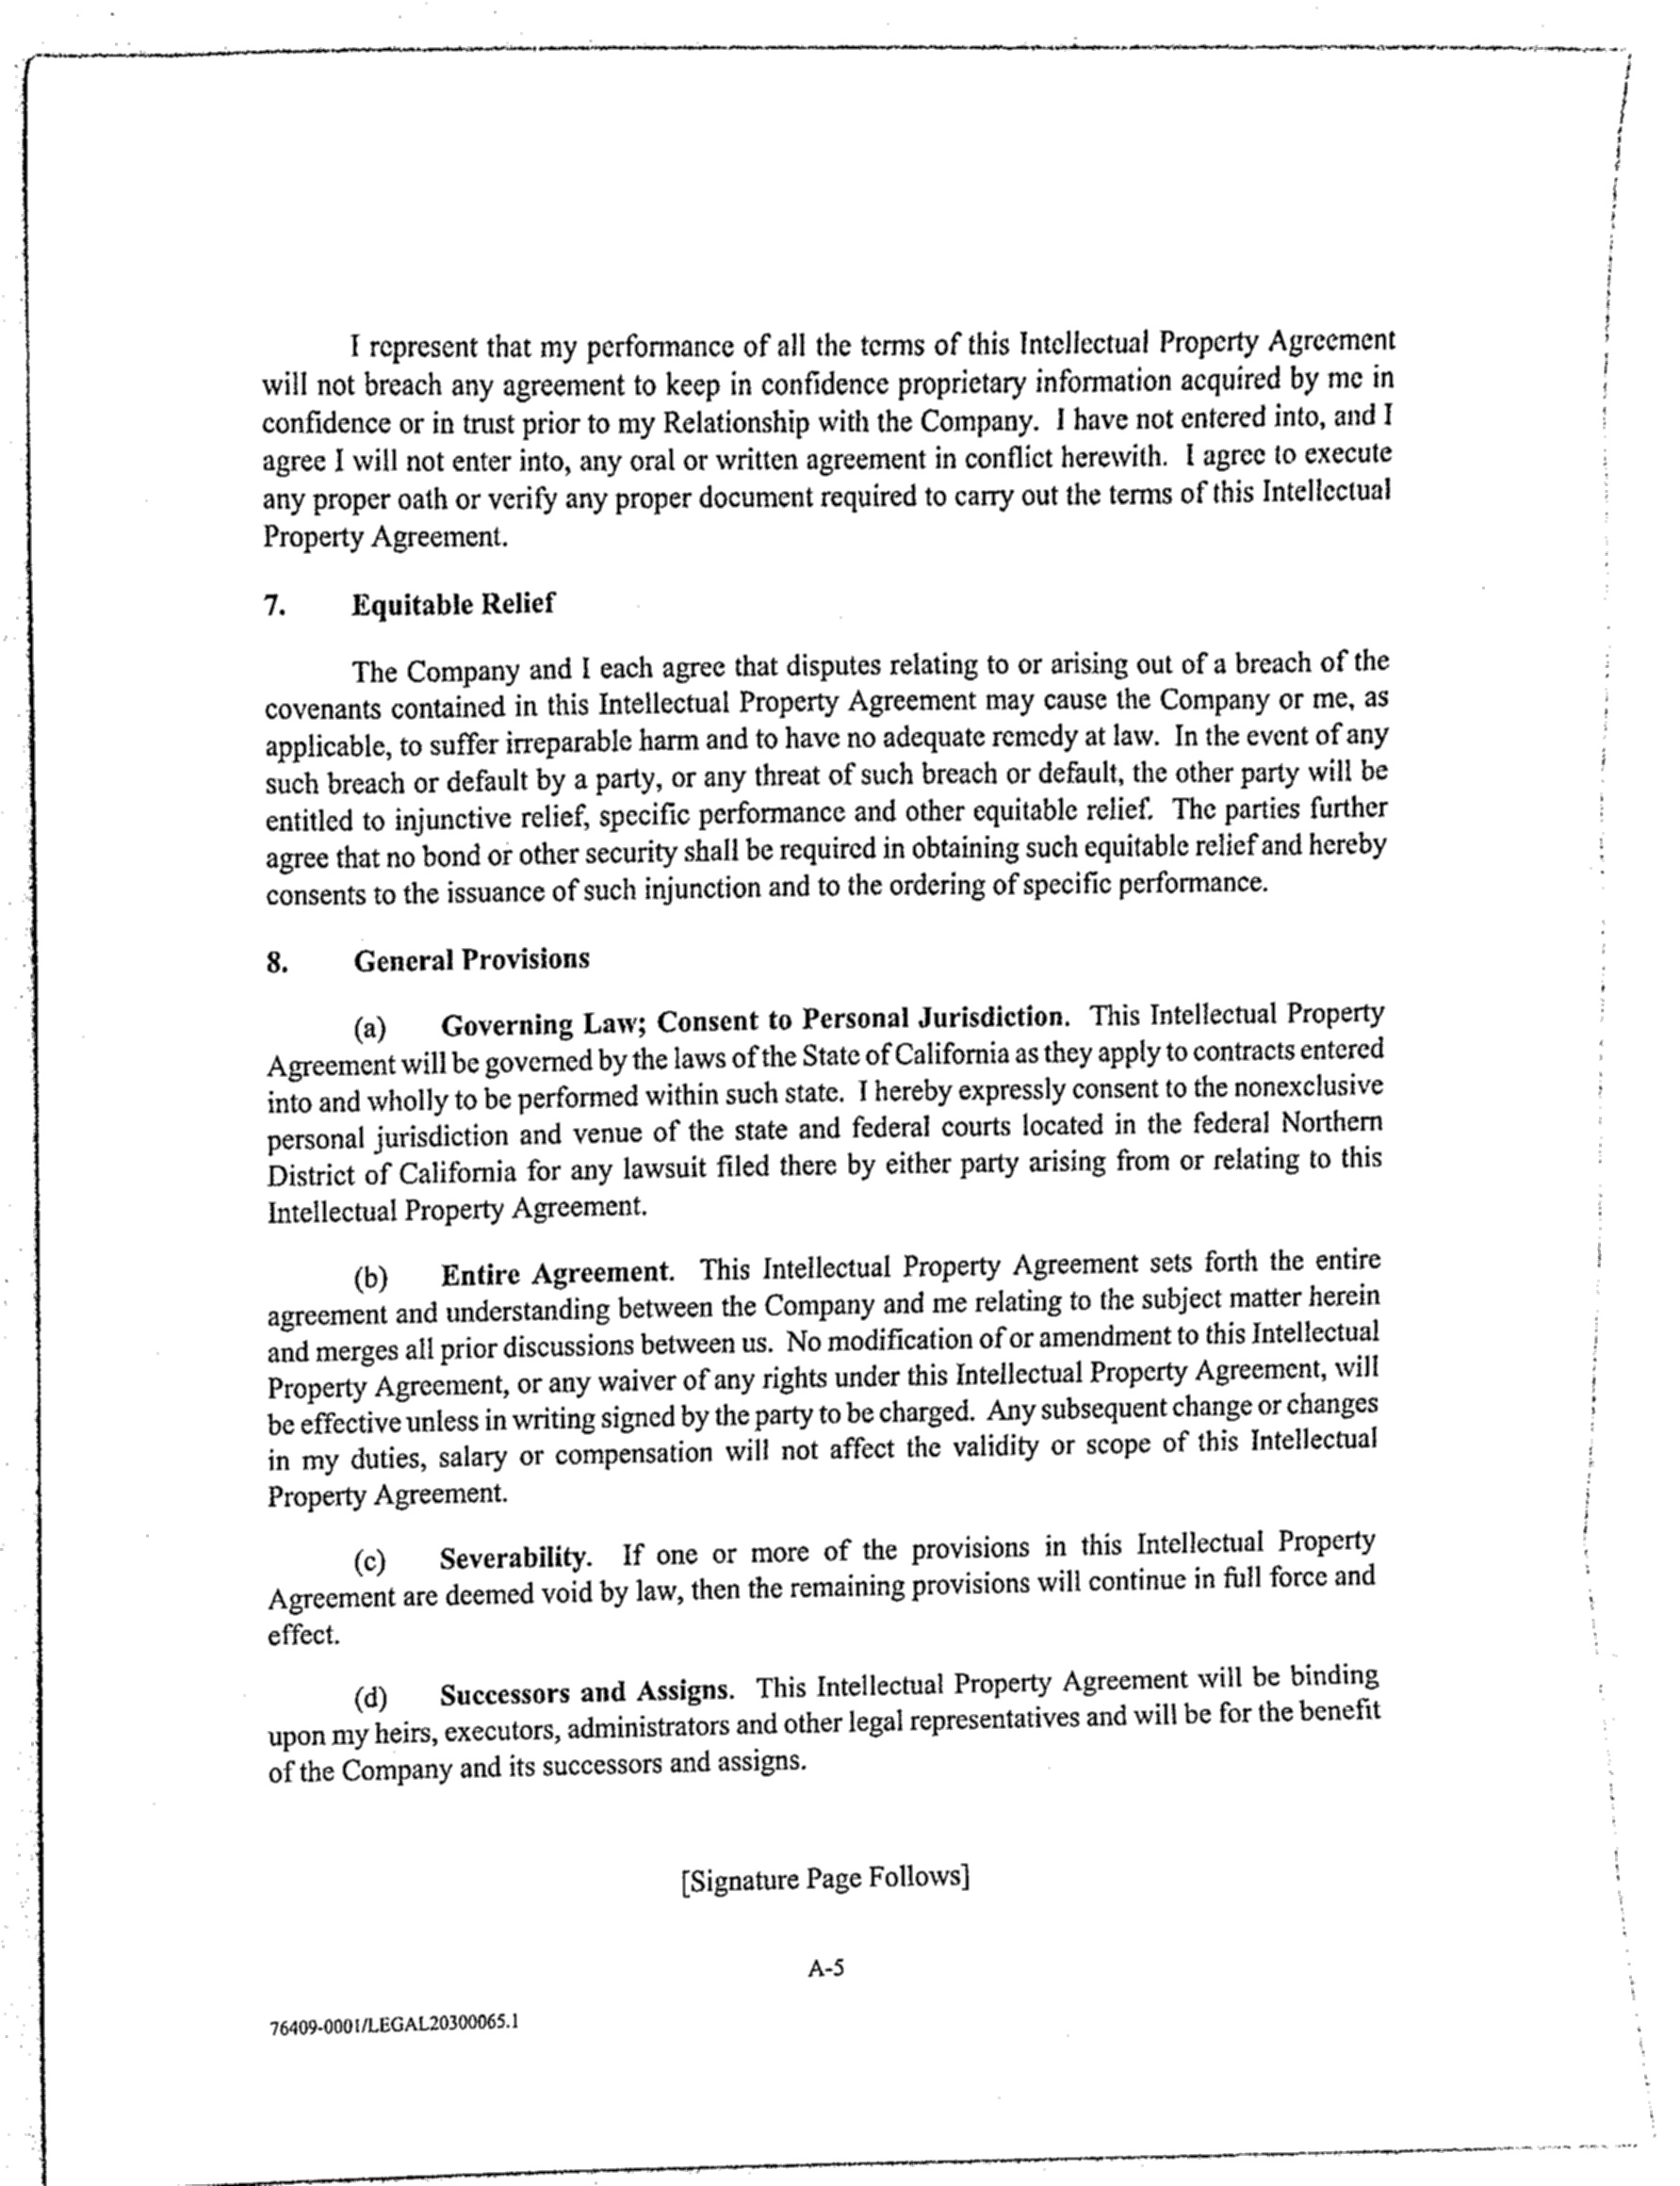 I represent that my performance of all the terms of this Intellectual Property Agreement
will not breach any agreement to keep in confidence proprietary information acquired by me in
confidence or in trust prior to my Relationship with the Company. I have not entered into, and I
agree I will not enter into, any oral or written agreement in conflict herewith. I agree to execute
any proper oath or verify any proper document required to carry out the terms of this Intellectual
Property Agreement.
7. Equitable Relief
The Company and I each agree that disputes relating to or arising out of a breach of the
covenants contained in this Intellectual Property Agreement may cause the Company or me, as
applicable, to suffer irreparable harm and to have no adequate remedy at law. In the event of any
such breach or default by a party, or any threat of such breach or default, the other party will be
entitled to injunctive relief, specific performance and other equitable relief. The parties further
agree that no bond or other security shall be required in obtaining such equitable relief and hereby
consents to the issuance of such injunction and to the ordering of specific performance.
8. General Provisions
(a) Governing Law; Consent to Personal Jurisdiction. This Intellectual Property
Agreement will be governed by the laws of the State of California as they apply to contracts entered
into and wholly to be performed within such state. I hereby expressly consent to the nonexclusive
personal jurisdiction and venue of the state and federal courts located in the federal Northern
District of California for any lawsuit filed there by either party arising from or relating to this
Intellectual Property Agreement.
(b) Entire Agreement. This Intellectual Property Agreement sets forth the entire
agreement and understanding between the Company and me relating to the subject matter herein
and merges all prior discussions between us. No modification of or amendment to this Intellectual
Property Agreement, or any waiver of any rights under this Intellectual Property Agreement, will
be effective unless in writing signed by the party to be charged. Any subsequent change or changes
in my duties, salary or compensation will not affect the validity or scope of this Intellectual
Property Agreement.
(c) Severability. If one or more of the provisions in this Intellectual Property
Agreement are deemed void by law, then the remaining provisions will continue in full force and
effect.
(d) Successors and Assigns. This Intellectual Property Agreement will be binding
upon my heirs, executors, administrators and other legal representatives and will be for the benefit
of the Company and its successors and assigns.
[Signature Page Follows]
A-5
76409-0001/LEGAL20300065.1